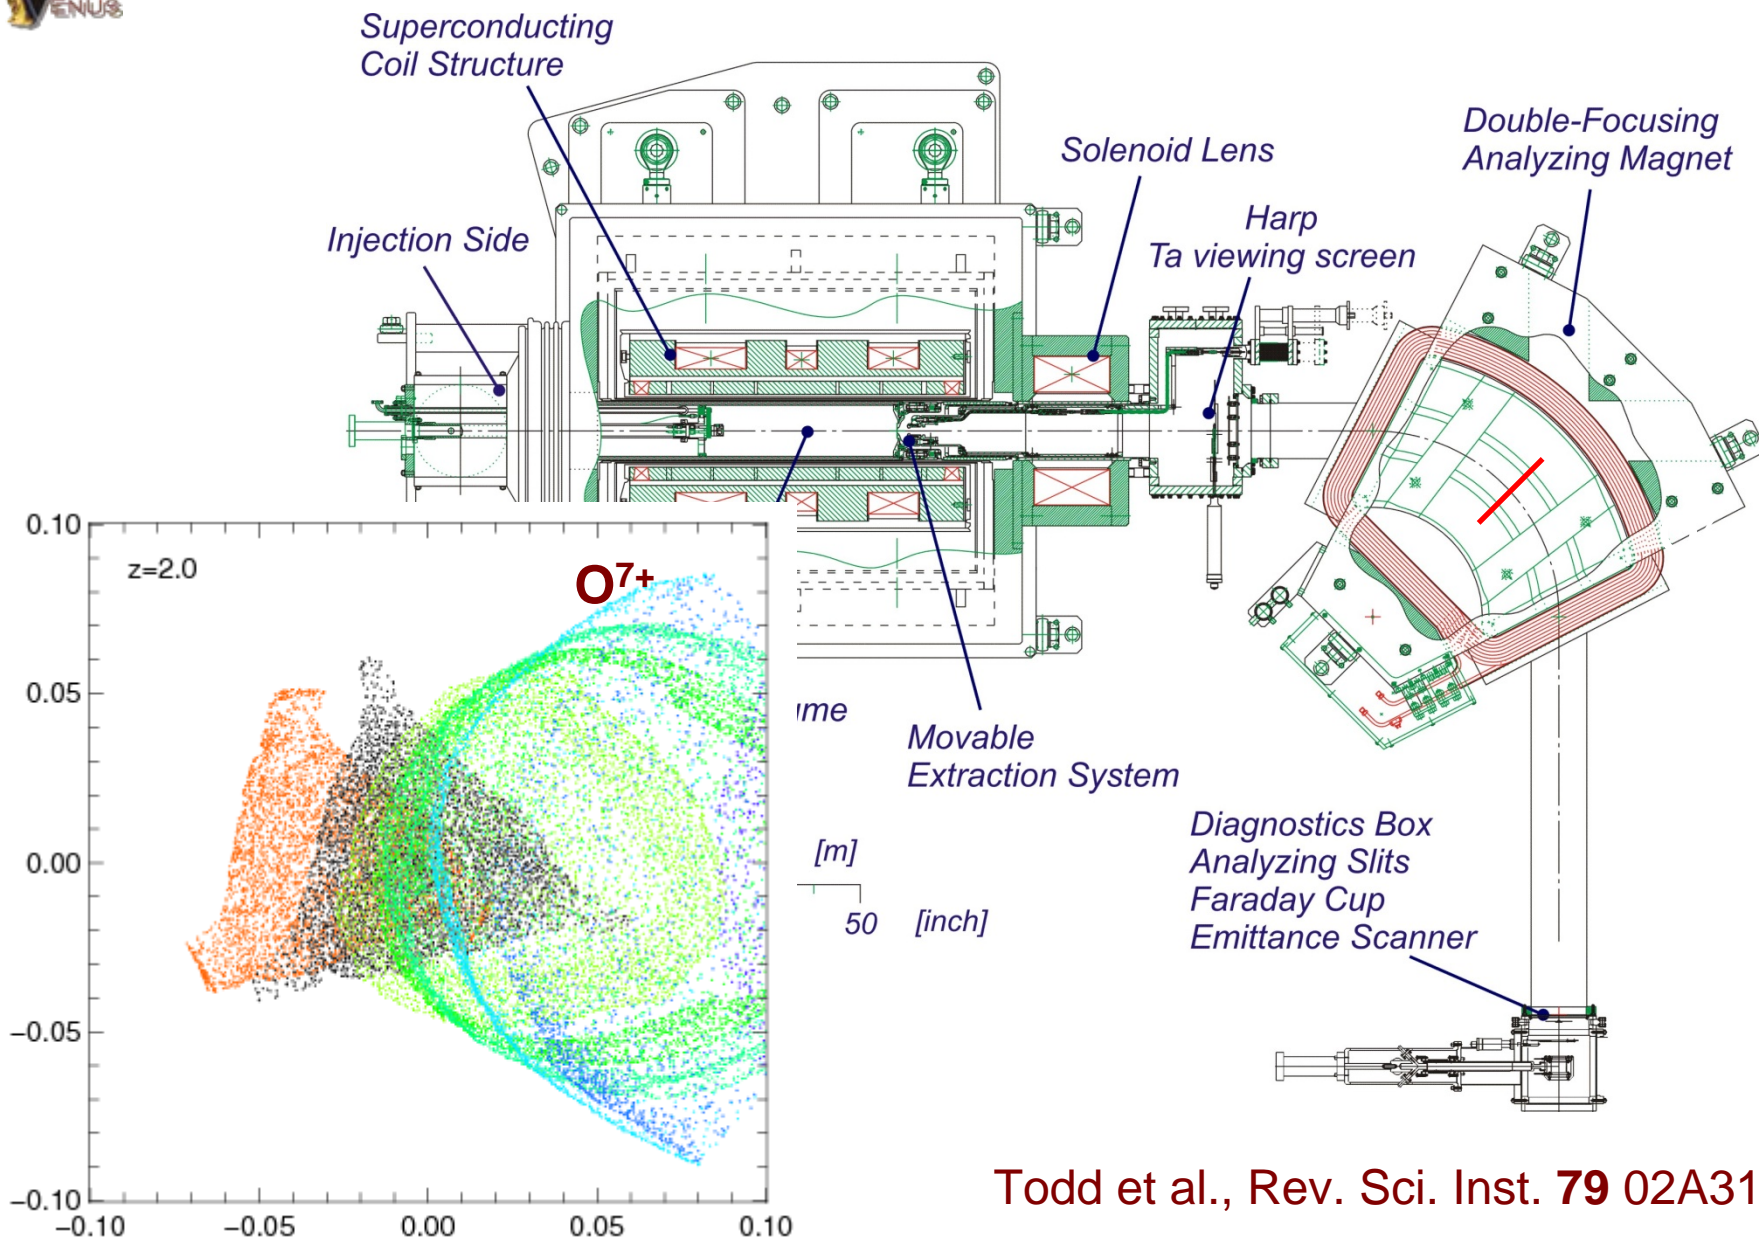 VENUS
Superconducting
Coil Structure
Injection Side
Solenoid Lens
Harp
Ta viewing screen
Double-Focusing
Analyzing Magnet
Movable
Extraction System
[m]
50 [inch]
Diagnostics Box
Analyzing Slits
Faraday Cup
Emittance Scanner
z=2.0
O7+
0.10
0.05
0.00
−0.05
−0.10
−0.10 −0.05 0.00 0.05 0.10
Todd et al., Rev. Sci. Inst. 79 02A31